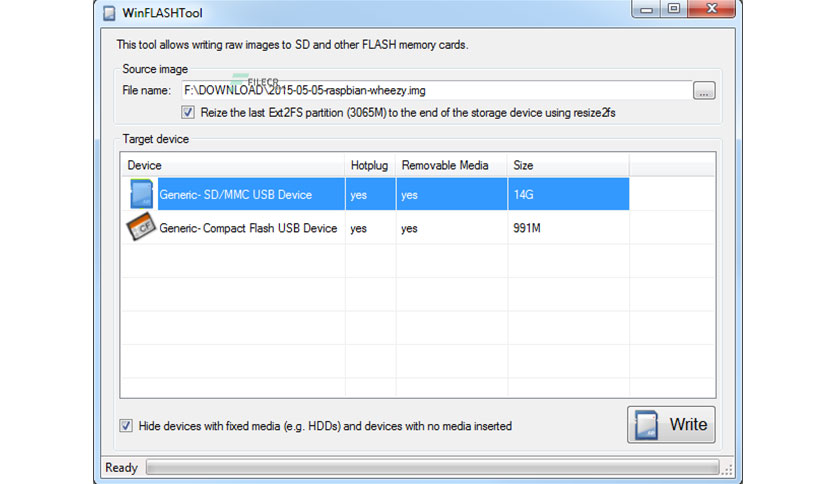 WinFLASHTool
This tool allows writing raw images to SD and other FLASH memory cards.
Source image
FILECR
File name: F:\DOWNLOAD\2015-05-05-raspbian-wheezy.img ...
Reize the last Ext2FS partition (3065M) to the end of the storage device using resize2fs
Target device
Device Hotplug Removable Media Size
Generic- SD/MMC USB Device yes yes 14G
CF Generic- Compact Flash USB Device yes yes 991M
Hide devices with fixed media (e.g. HDDs) and devices with no media inserted
Write
Ready